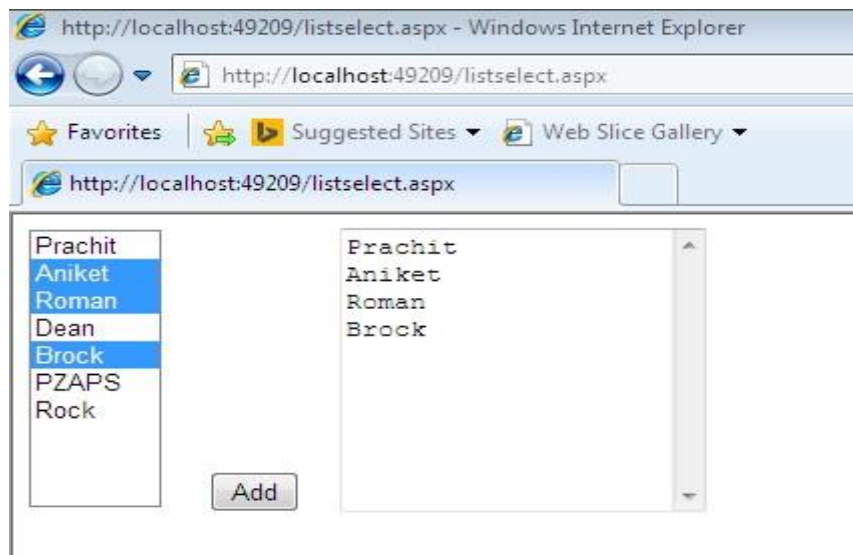 http://localhost:49209/listselect.aspx - Windows Internet Explorer
http://localhost:49209/listselect.aspx
Favorites Suggested Sites Web Slice Gallery
http://localhost:49209/listselect.aspx
Prachit
Aniket
Roman
Dean
Brock
PZAPS
Rock
Add
Prachit
Aniket
Roman
Brock